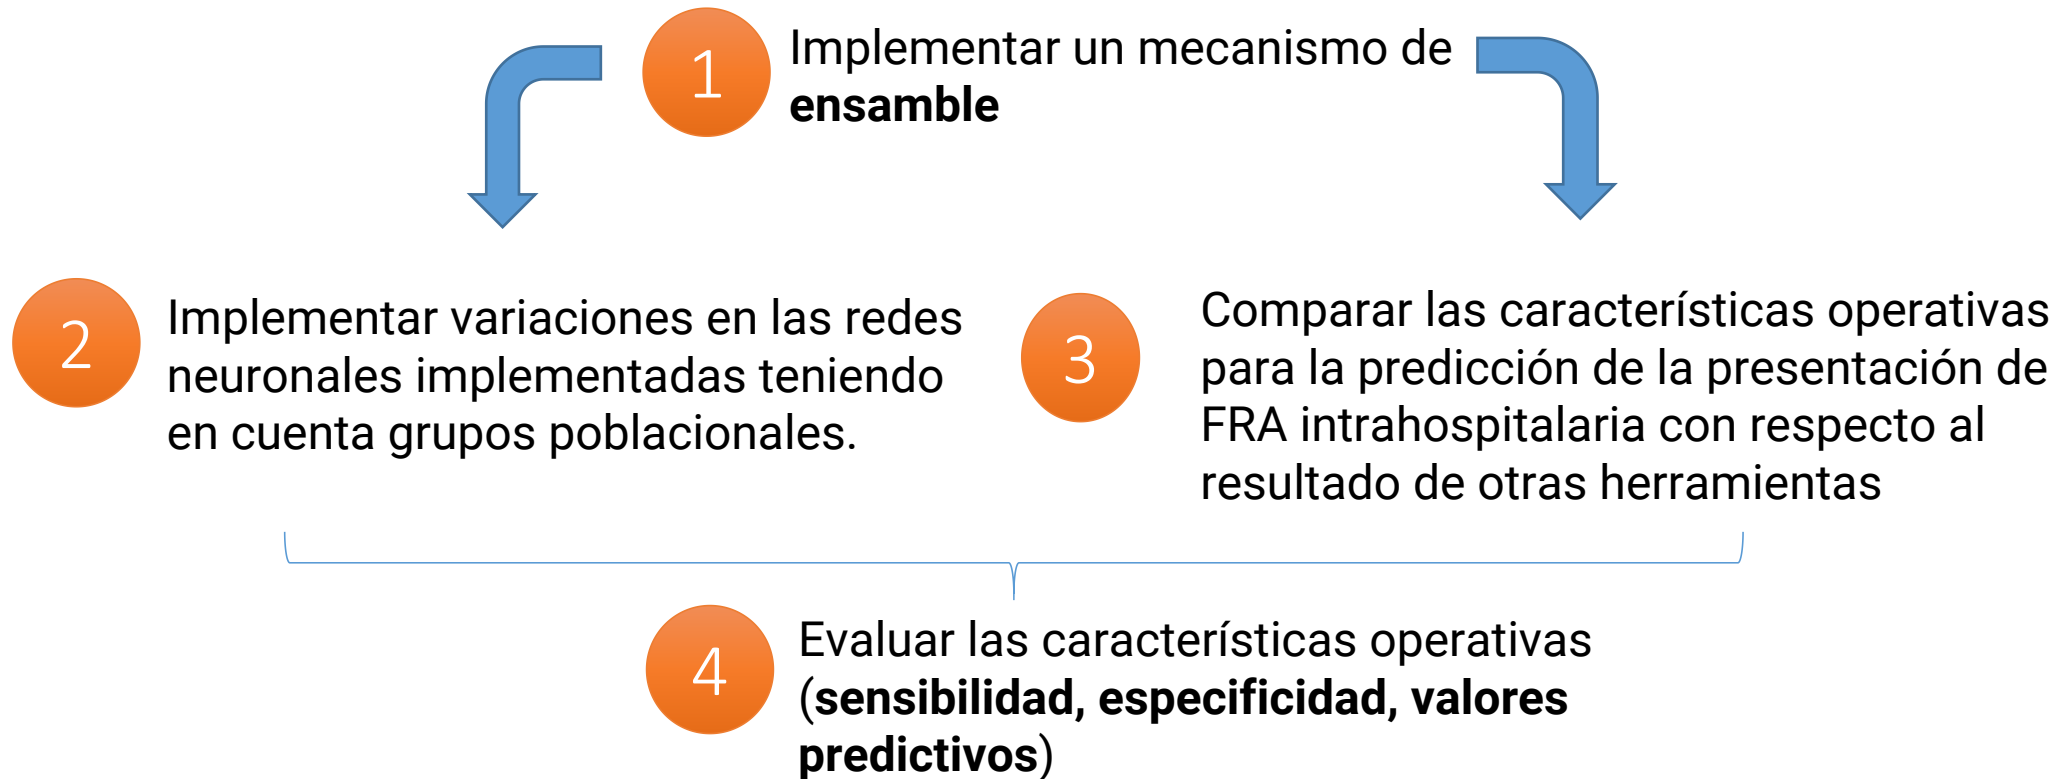 1
Implementar un mecanismo de
ensamble
2
Implementar variaciones en las redes
neuronales implementadas teniendo
en cuenta grupos poblacionales.
3
Comparar las características operativas
para la predicción de la presentación de
FRA intrahospitalaria con respecto al
resultado de otras herramientas
4
Evaluar las características operativas
(sensibilidad, especificidad, valores
predictivos)